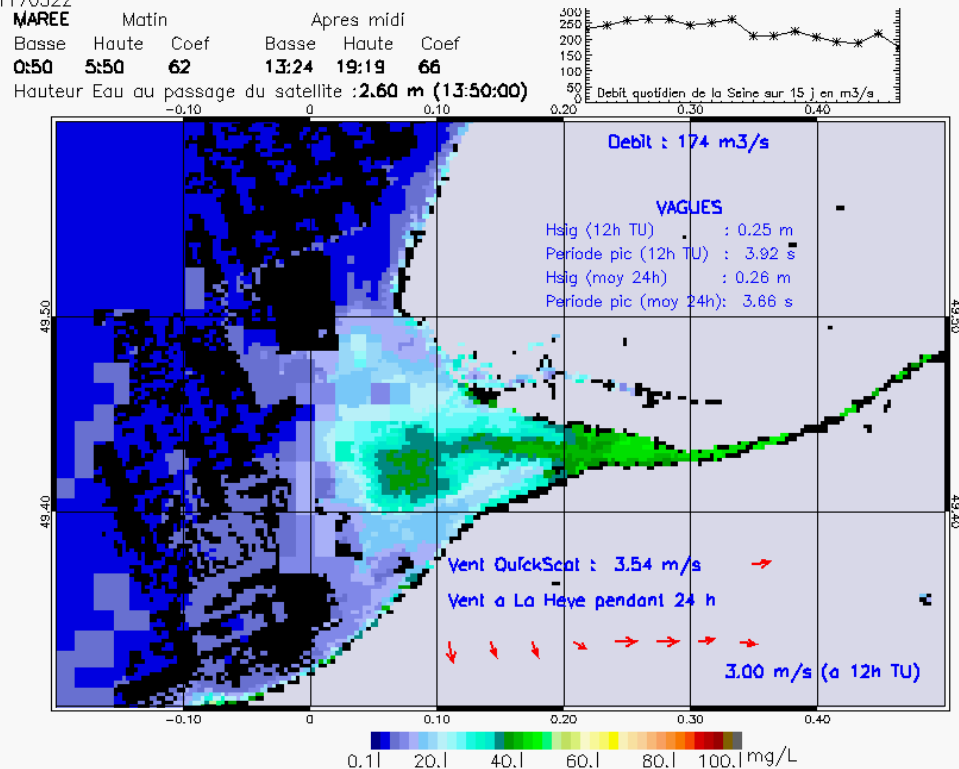 MAREE Matin Apres midi
Basse Haute Coef Basse Haute Coef
0:50 5:50 62 13:24 19:19 66
Hauteur Eau au passage du satellite :2.60 m (13:50:00)
300
250
200
150
100
50
0
Debit quotidien de la Seine sur 15 j en m3/s
-0.10 0 0.10 0.20 0.30 0.40
Debit : 174 m3/s
VAGUES
Hsig (12h TU) : 0.25 m
Periode pic (12h TU) : 3.92 s
Hsig (moy 24h) : 0.26 m
Periode pic (moy 24h): 3.66 s
49.50 49.50
49.40 49.40
Vent QuickScat : 3.54 m/s
Vent a La Heve pendant 24 h
3.00 m/s (a 12h TU)
-0.10 0 0.10 0.20 0.30 0.40
0.1| 20.| 40.| 60.| 80.| 100.| mg/L